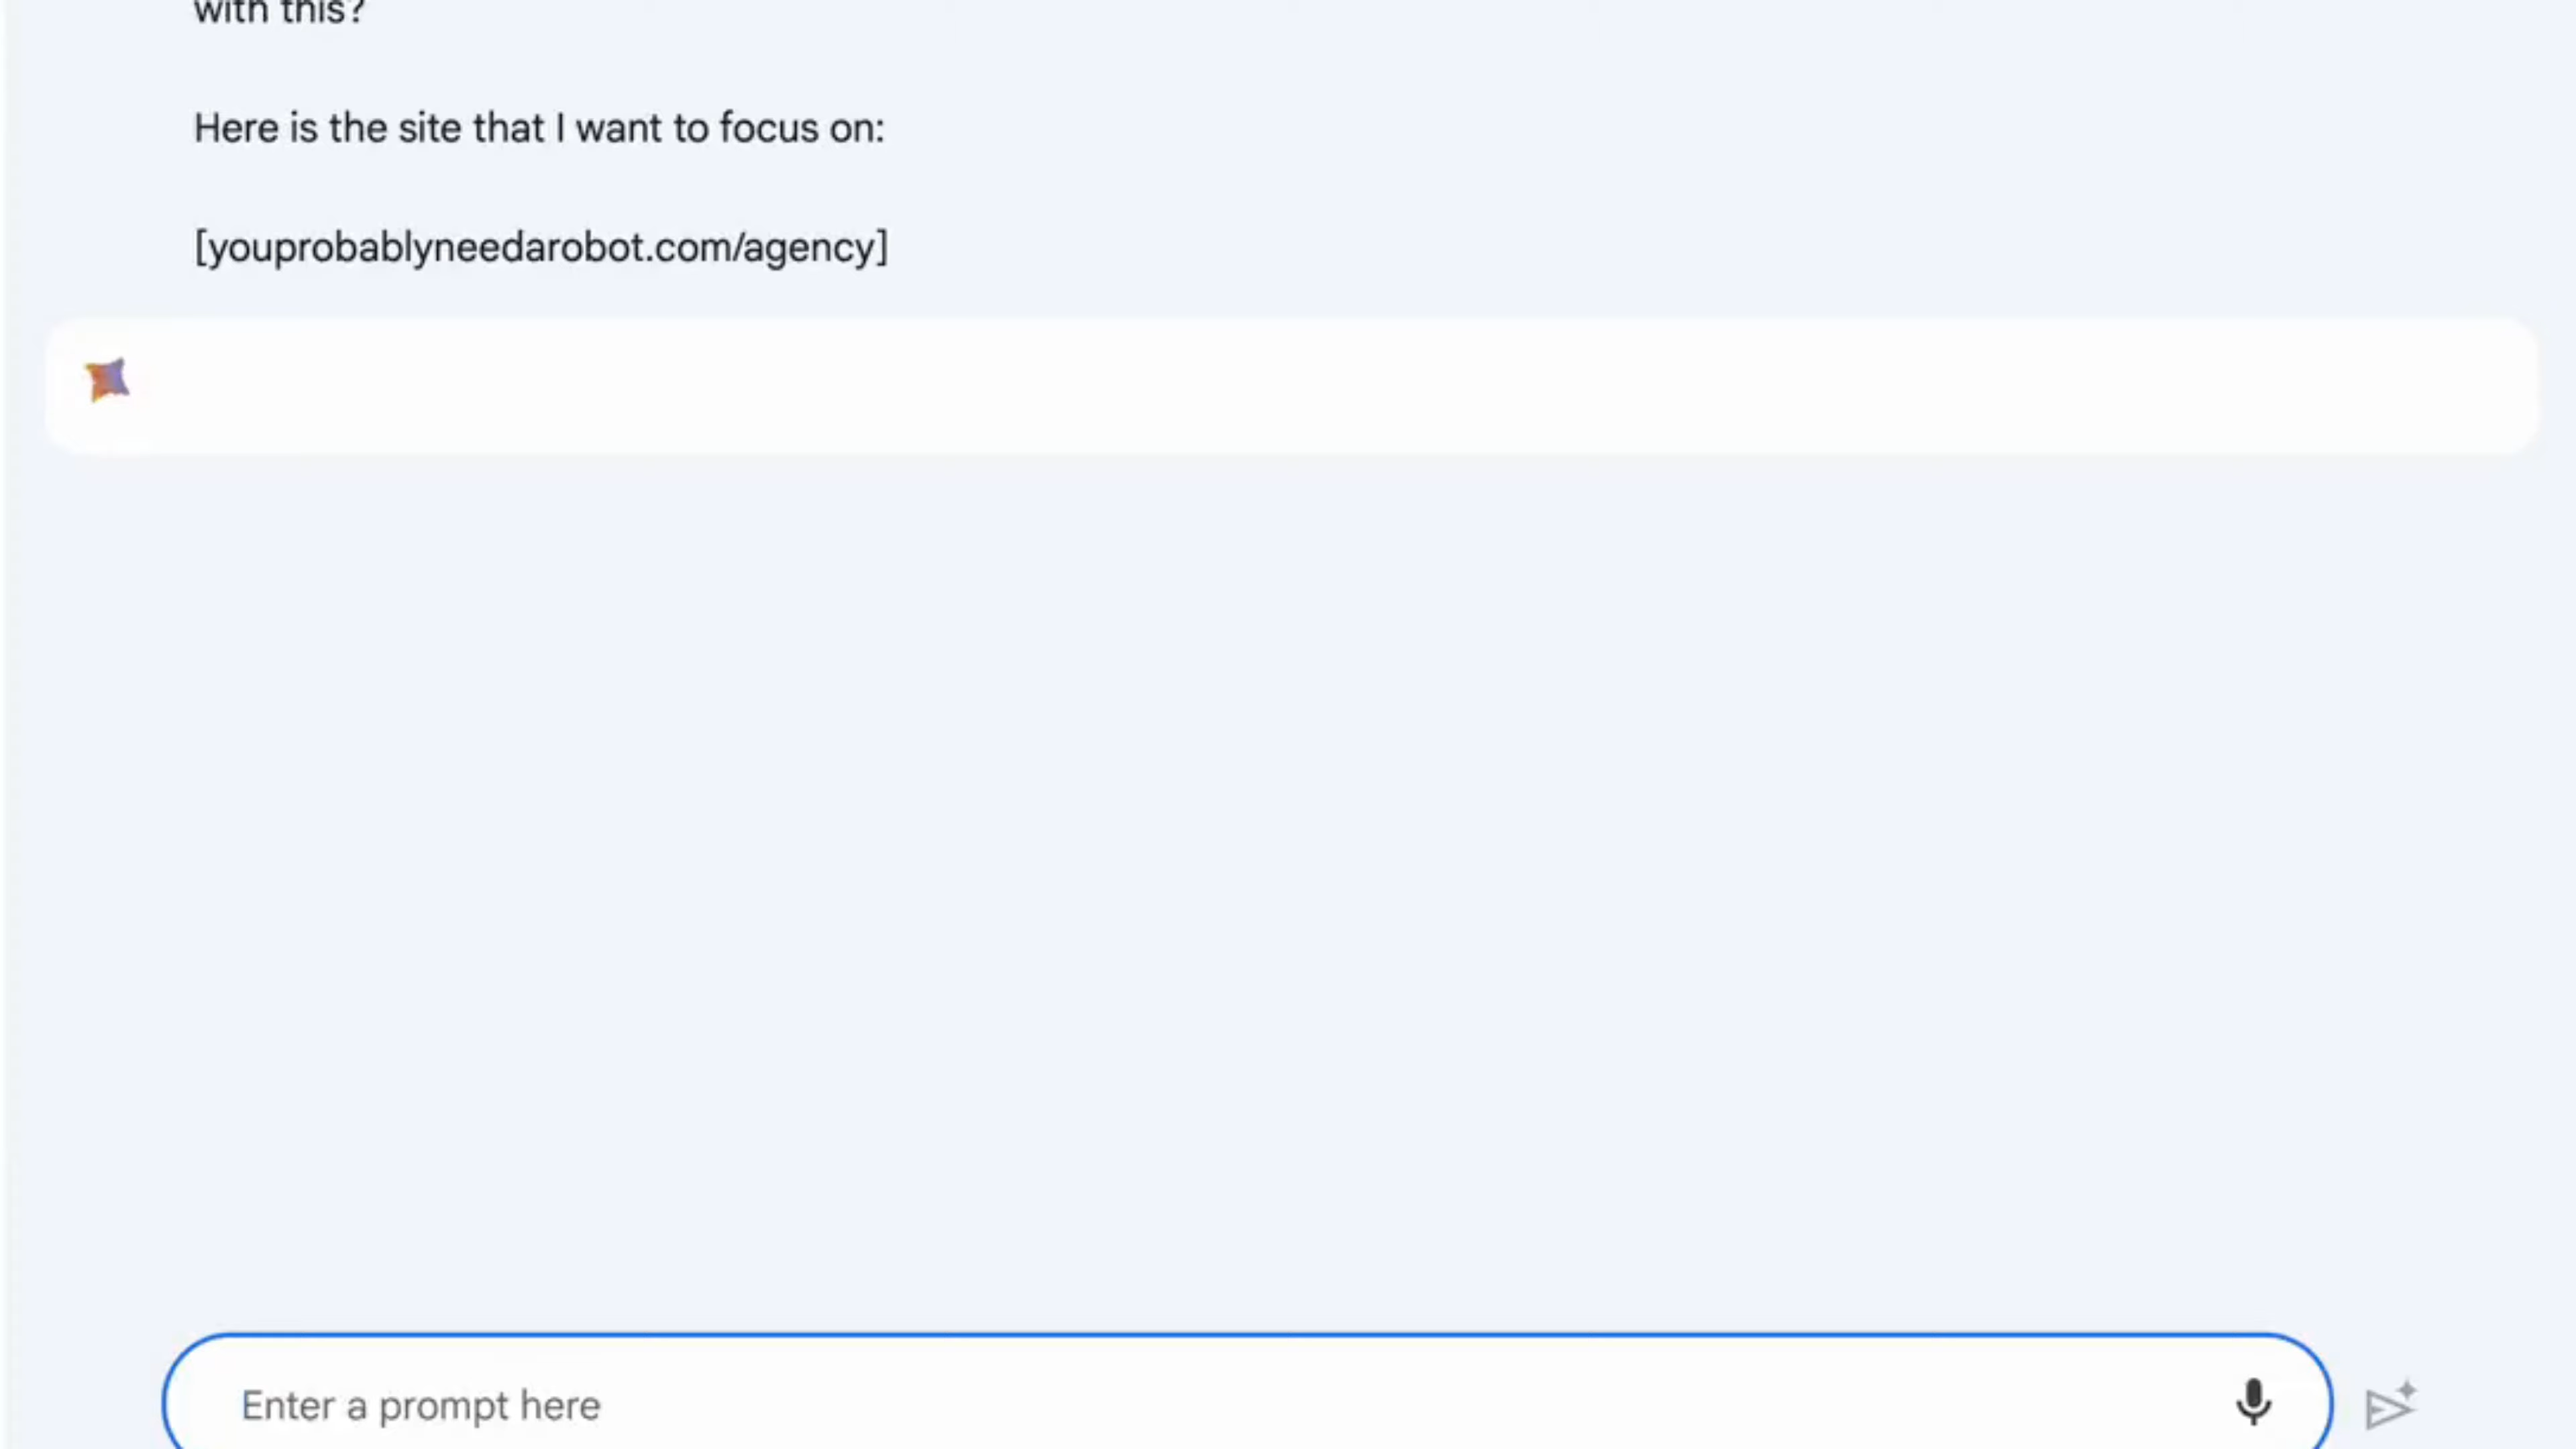 with this?
Here is the site that I want to focus on:
[youprobablyneedarobot.com/agency]
Enter a prompt here